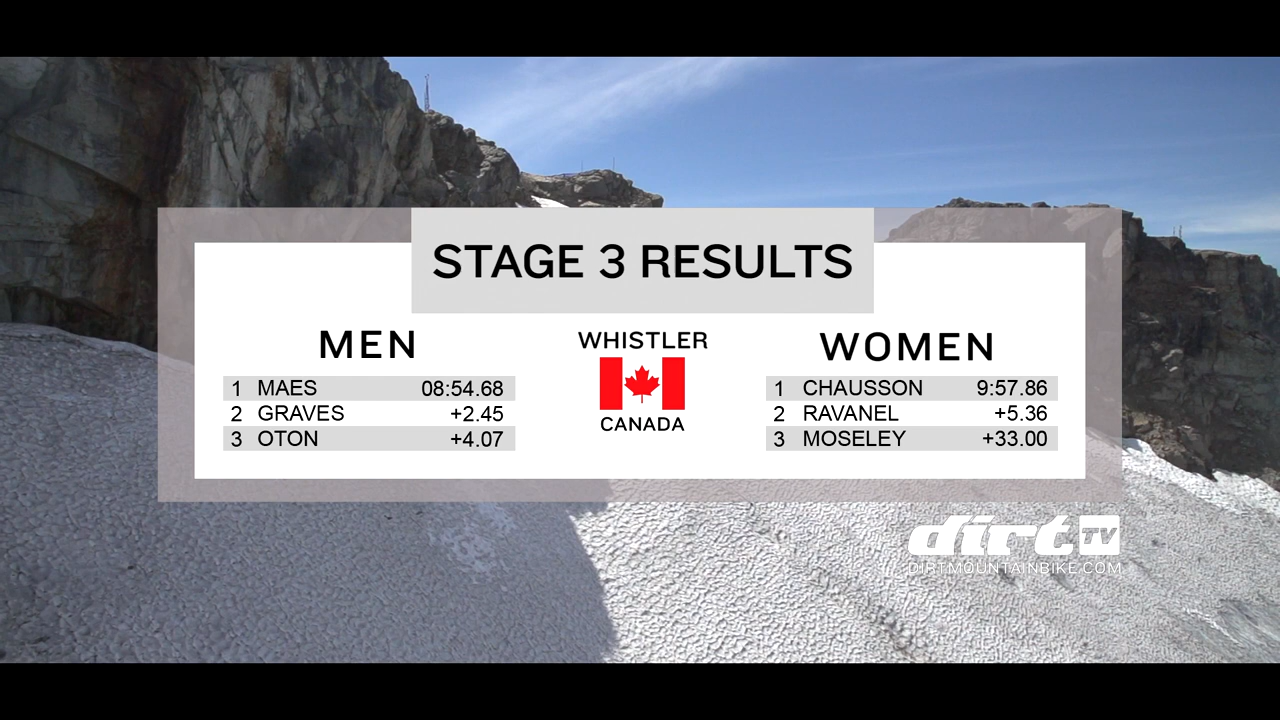 STAGE 3 RESULTS
MEN
1 MAES 08:54.68
2 GRAVES +2.45
3 OTON +4.07
WHISTLER
CANADA
WOMEN
1 CHAUSSON 9:57.86
2 RAVANEL +5.36
3 MOSELEY +33.00
dirt TV
DIRTMOUNTAINBIKE.COM